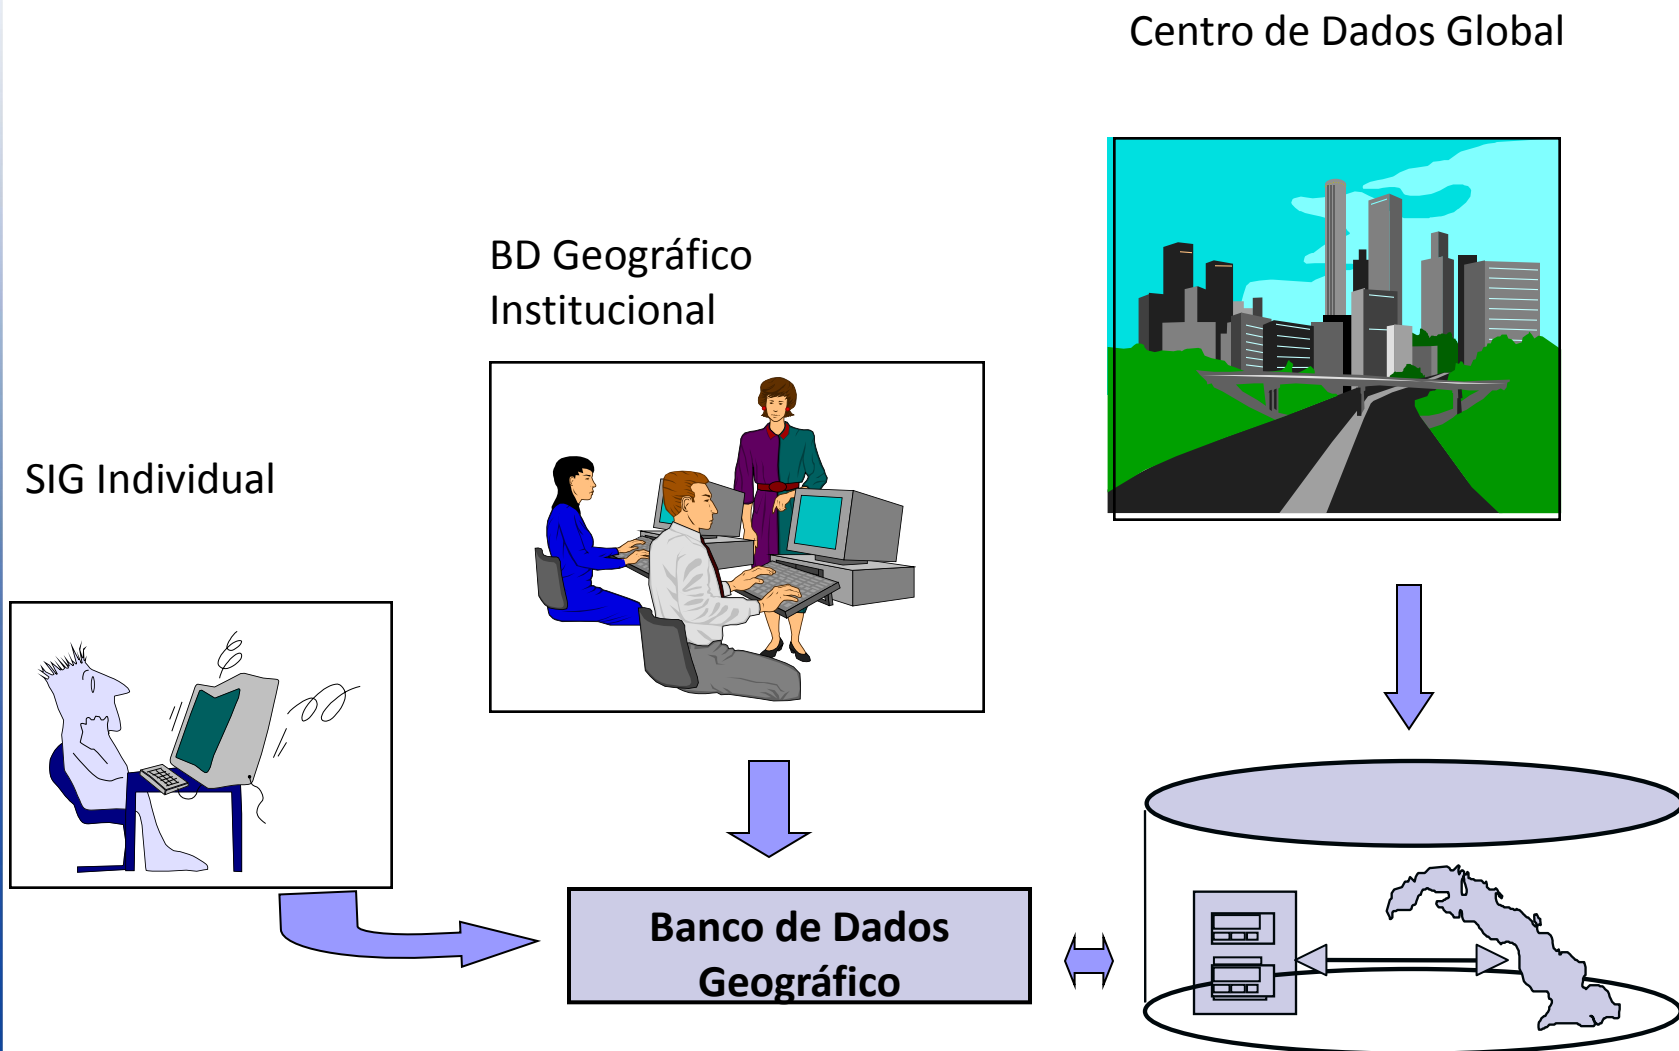 Centro de Dados Global
BD Geográfico
Institucional
SIG Individual
Banco de Dados
Geográfico